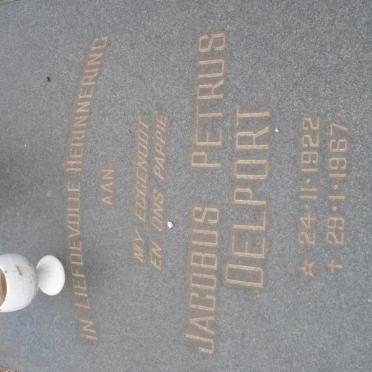 IN LIEFDEVOLLE HERINNERING
AAN
MY EGGENOOT
EN ONS PAPPIE
JACOBUS PETRUS
DELPORT
☆ 24·11·1922
✝ 29·1·1967